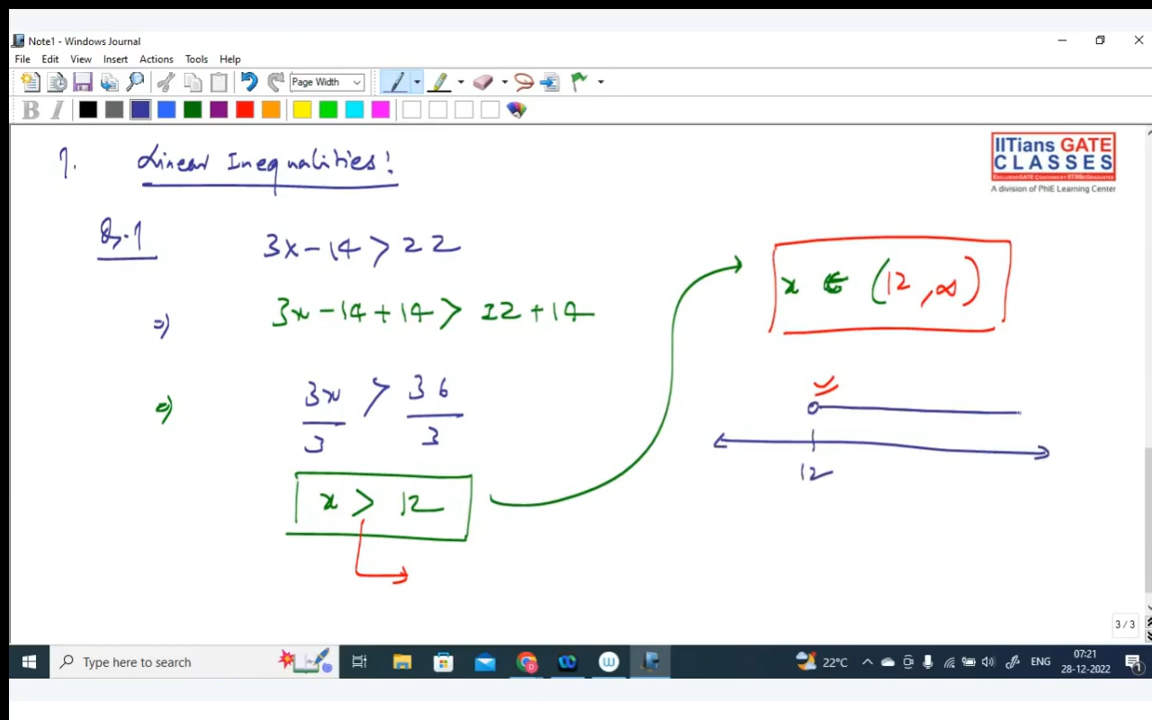 Note1 - Windows Journal
File Edit View Insert Actions Tools Help
Page Width
B I
7. Linear Inequalities!
IITians GATE
CLASSES
A division of PhIE Learning Center
Q.1
3x-14 > 22
⇒ 3x-14+14 > 22+14
⇒ 3x/3 > 36/3
x > 12
x ∈ (12, ∞)
12
3 / 3
Type here to search
22°C
ENG
07:21
28-12-2022
1